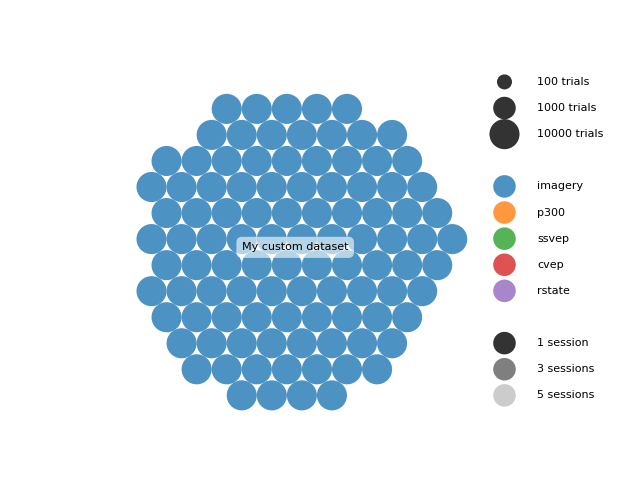 100 trials
1000 trials
10000 trials
imagery
p300
ssvep
My custom dataset
cvep
rstate
1 session
3 sessions
5 sessions